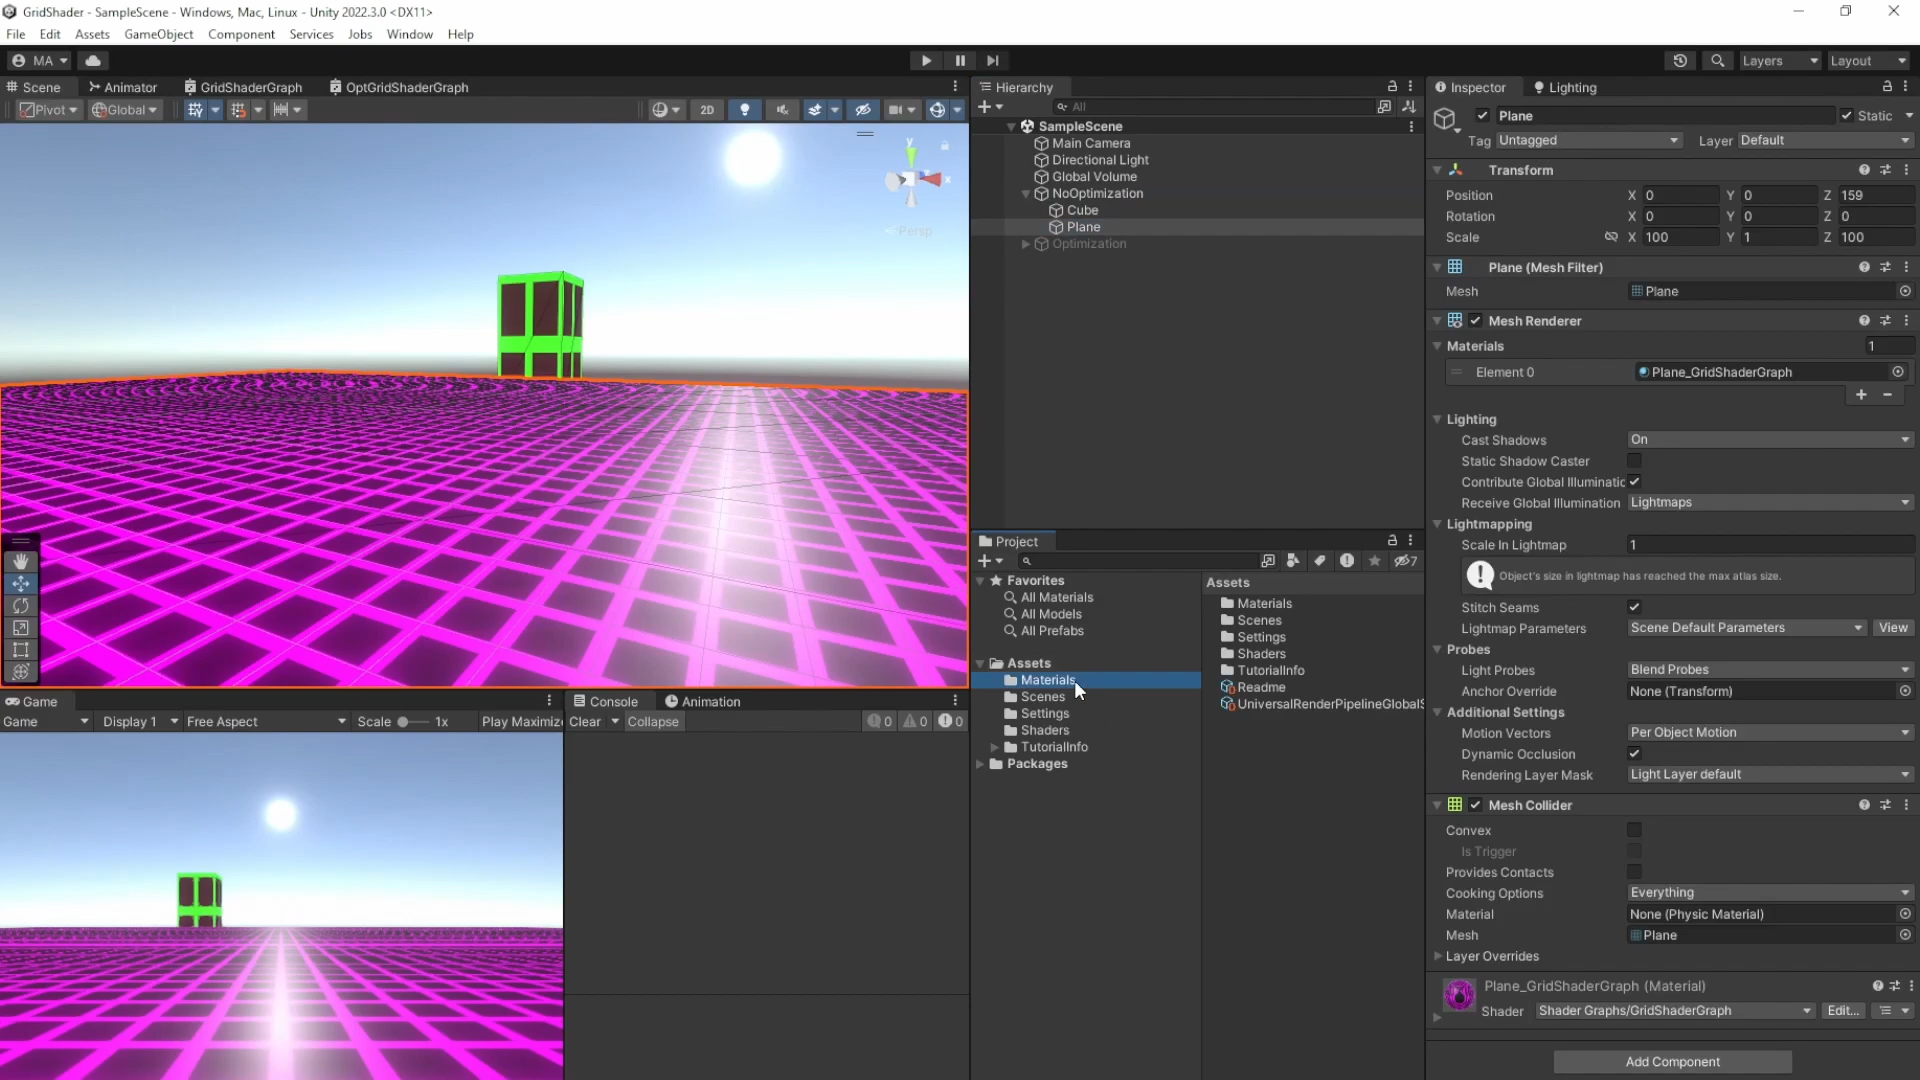 GridShader - SampleScene - Windows, Mac, Linux - Unity 2022.3.0 <DX11>
File Edit Assets GameObject Component Services Jobs Window Help
MA Layers Layout
Scene Animator GridShaderGraph OptGridShaderGraph
Pivot Global 2D
y
x
Persp
Hierarchy
All
SampleScene
Main Camera
Directional Light
Global Volume
NoOptimization
Cube
Plane
Optimization
Project
7
Favorites
All Materials
All Models
All Prefabs
Assets
Materials
Scenes
Settings
Shaders
TutorialInfo
Packages
Assets
Materials
Scenes
Settings
Shaders
TutorialInfo
Readme
UniversalRenderPipelineGlobalS
Game
Game Display 1 Free Aspect Scale 1x Play Maximize
Console Animation
Clear Collapse 0 0 0
Inspector Lighting
Plane Static
Tag Untagged Layer Default
Transform
Position X 0 Y 0 Z 159
Rotation X 0 Y 0 Z 0
Scale X 100 Y 1 Z 100
Plane (Mesh Filter)
Mesh Plane
Mesh Renderer
Materials 1
Element 0 Plane_GridShaderGraph
Lighting
Cast Shadows On
Static Shadow Caster
Contribute Global Illuminatic
Receive Global Illumination Lightmaps
Lightmapping
Scale In Lightmap 1
Object's size in lightmap has reached the max atlas size.
Stitch Seams
Lightmap Parameters Scene Default Parameters View
Probes
Light Probes Blend Probes
Anchor Override None (Transform)
Additional Settings
Motion Vectors Per Object Motion
Dynamic Occlusion
Rendering Layer Mask Light Layer default
Mesh Collider
Convex
Is Trigger
Provides Contacts
Cooking Options Everything
Material None (Physic Material)
Mesh Plane
Layer Overrides
Plane_GridShaderGraph (Material)
Shader Shader Graphs/GridShaderGraph Edit...
Add Component